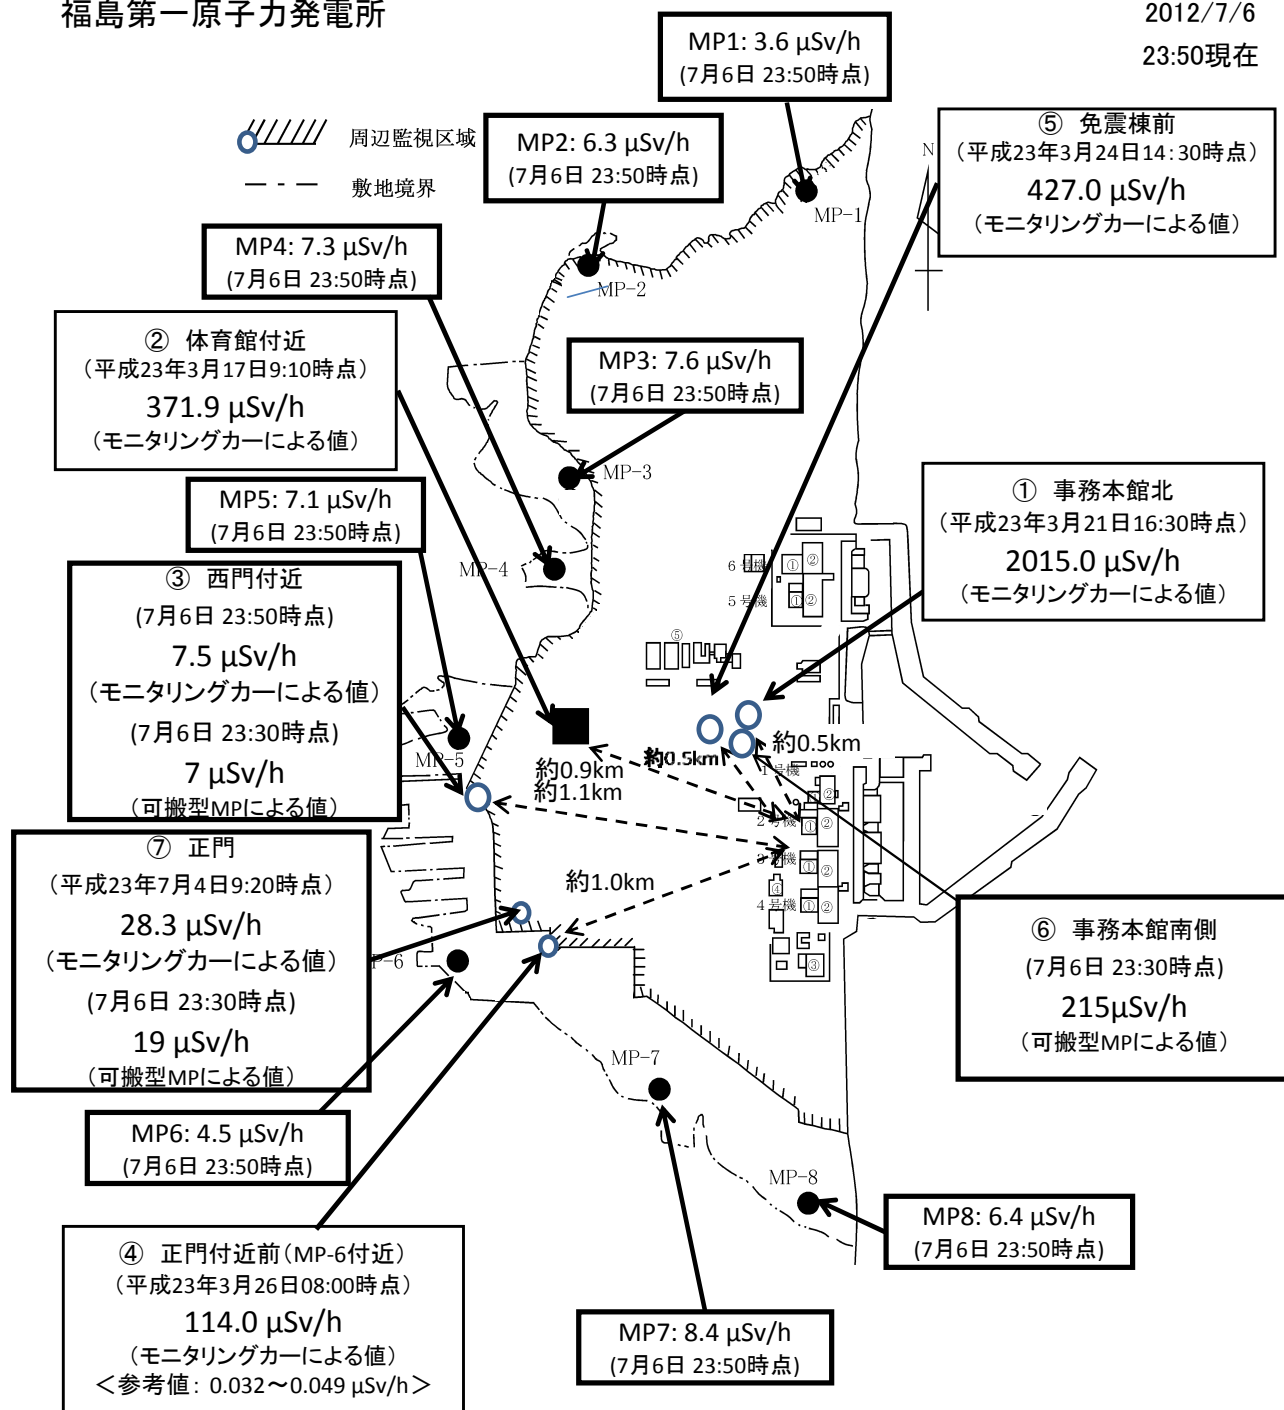 福島第一原子力発電所
2012/7/6
23:50現在
周辺監視区域
敷地境界
N
MP1: 3.6 µSv/h
(7月6日 23:50時点)
MP-1
MP2: 6.3 µSv/h
(7月6日 23:50時点)
MP-2
⑤ 免震棟前
(平成23年3月24日14:30時点)
427.0 µSv/h
(モニタリングカーによる値)
MP4: 7.3 µSv/h
(7月6日 23:50時点)
② 体育館付近
(平成23年3月17日9:10時点)
371.9 µSv/h
(モニタリングカーによる値)
MP3: 7.6 µSv/h
(7月6日 23:50時点)
MP-3
MP5: 7.1 µSv/h
(7月6日 23:50時点)
MP-4
① 事務本館北
(平成23年3月21日16:30時点)
2015.0 µSv/h
(モニタリングカーによる値)
③ 西門付近
(7月6日 23:50時点)
7.5 µSv/h
(モニタリングカーによる値)
(7月6日 23:30時点)
7 µSv/h
(可搬型MPによる値)
6号機
① ②
5号機
① ②
⑤
MP-5
約0.9km
約1.1km
約0.5km
約0.5km
1号機
②
2号機
① ②
3号機
① ②
④
4号機
① ②
③
約1.0km
⑦ 正門
(平成23年7月4日9:20時点)
28.3 µSv/h
(モニタリングカーによる値)
(7月6日 23:30時点)
19 µSv/h
(可搬型MPによる値)
P-6
⑥ 事務本館南側
(7月6日 23:30時点)
215µSv/h
(可搬型MPによる値)
MP-7
MP6: 4.5 µSv/h
(7月6日 23:50時点)
MP-8
MP8: 6.4 µSv/h
(7月6日 23:50時点)
④ 正門付近前(MP-6付近)
(平成23年3月26日08:00時点)
114.0 µSv/h
(モニタリングカーによる値)
<参考値: 0.032~0.049 µSv/h>
MP7: 8.4 µSv/h
(7月6日 23:50時点)